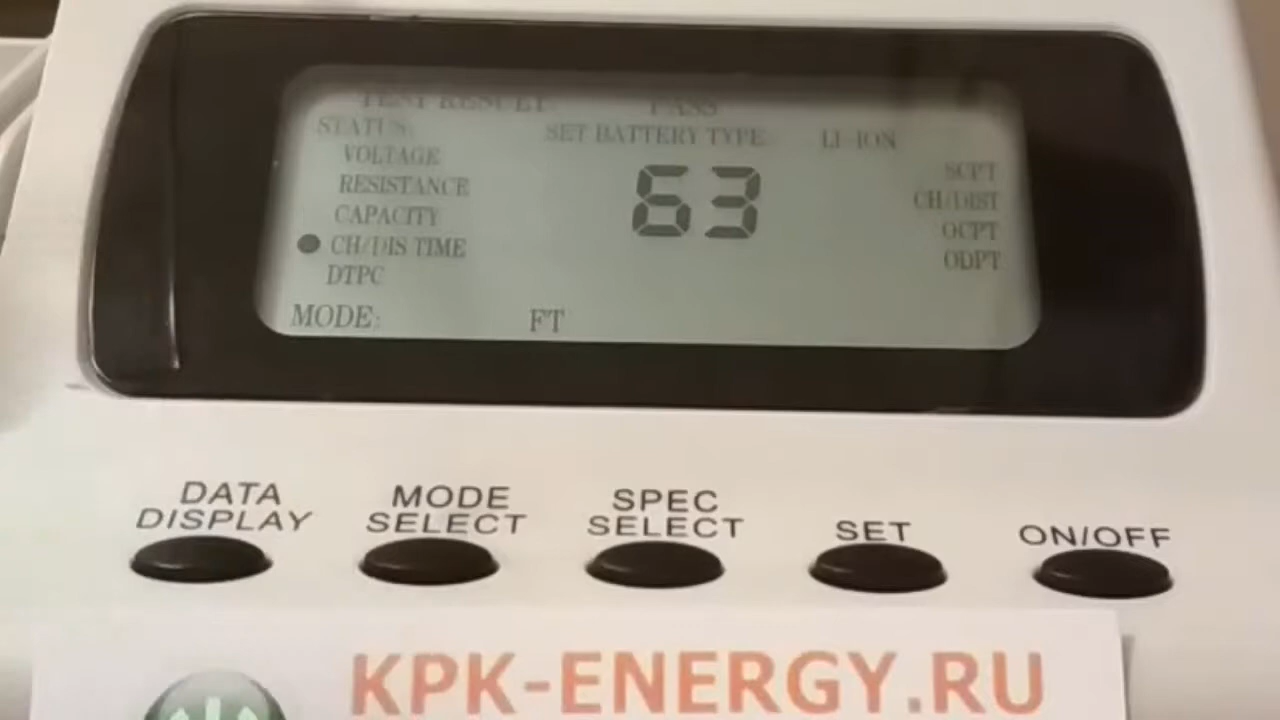 TEST RESULT: PASS
STATUS: SET BATTERY TYPE: LI-ION
VOLTAGE
RESISTANCE
CAPACITY
CH/DIS TIME
DTPC
63
SCPT
CH/DIST
OCPT
ODPT
MODE: FT
DATA DISPLAY
MODE SELECT
SPEC SELECT
SET
ON/OFF
KPK-ENERGY.RU